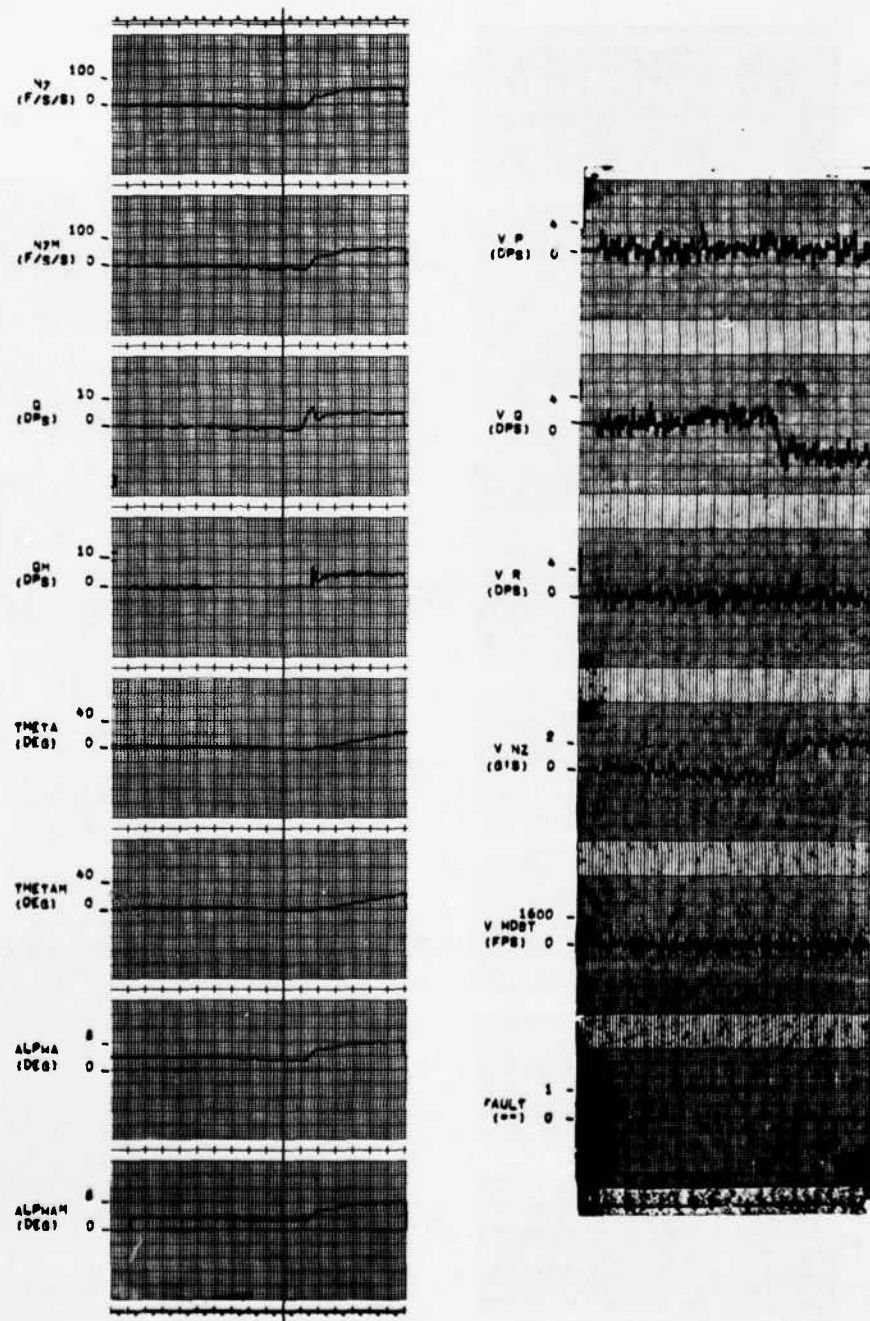 100
N7
(F/S/S) 0
100
N7M
(F/S/S) 0
10
Q
(DPS) 0
10
QM
(DPS) 0
40
THETA
(DEG) 0
40
THETAM
(DEG) 0
8
ALPHA
(DEG) 0
8
ALPHAM
(DEG) 0
4
V P
(DPS) 0
4
V Q
(DPS) 0
4
V R
(DPS) 0
2
V NZ
(G'S) 0
1600
V HDBT
(FPS) 0
1
FAULT
(**) 0